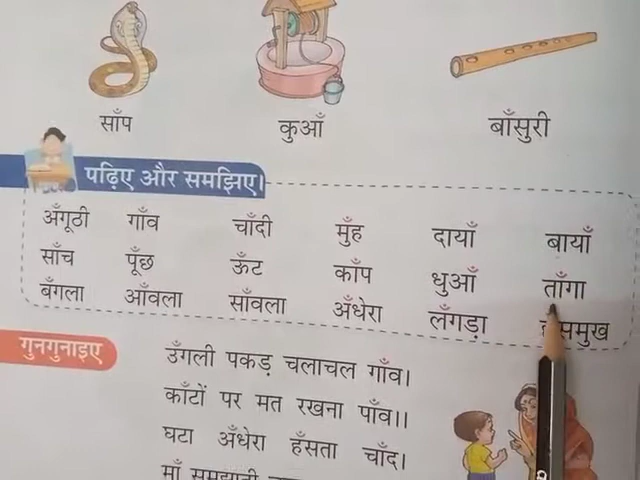 साँप कुआँ बाँसुरी
पढ़िए और समझिए।
अँगूठी गाँव चाँदी मुँह दायाँ बायाँ
साँच पूँछ ऊँट काँप धुआँ ताँगा
बँगला आँवला साँवला अँधेरा लँगड़ा
गुनगुनाइए
उँगली पकड़ चलाचल गाँव।
काँटों पर मत रखना पाँव।।
घटा अँधेरा हँसता चाँद।
माँ